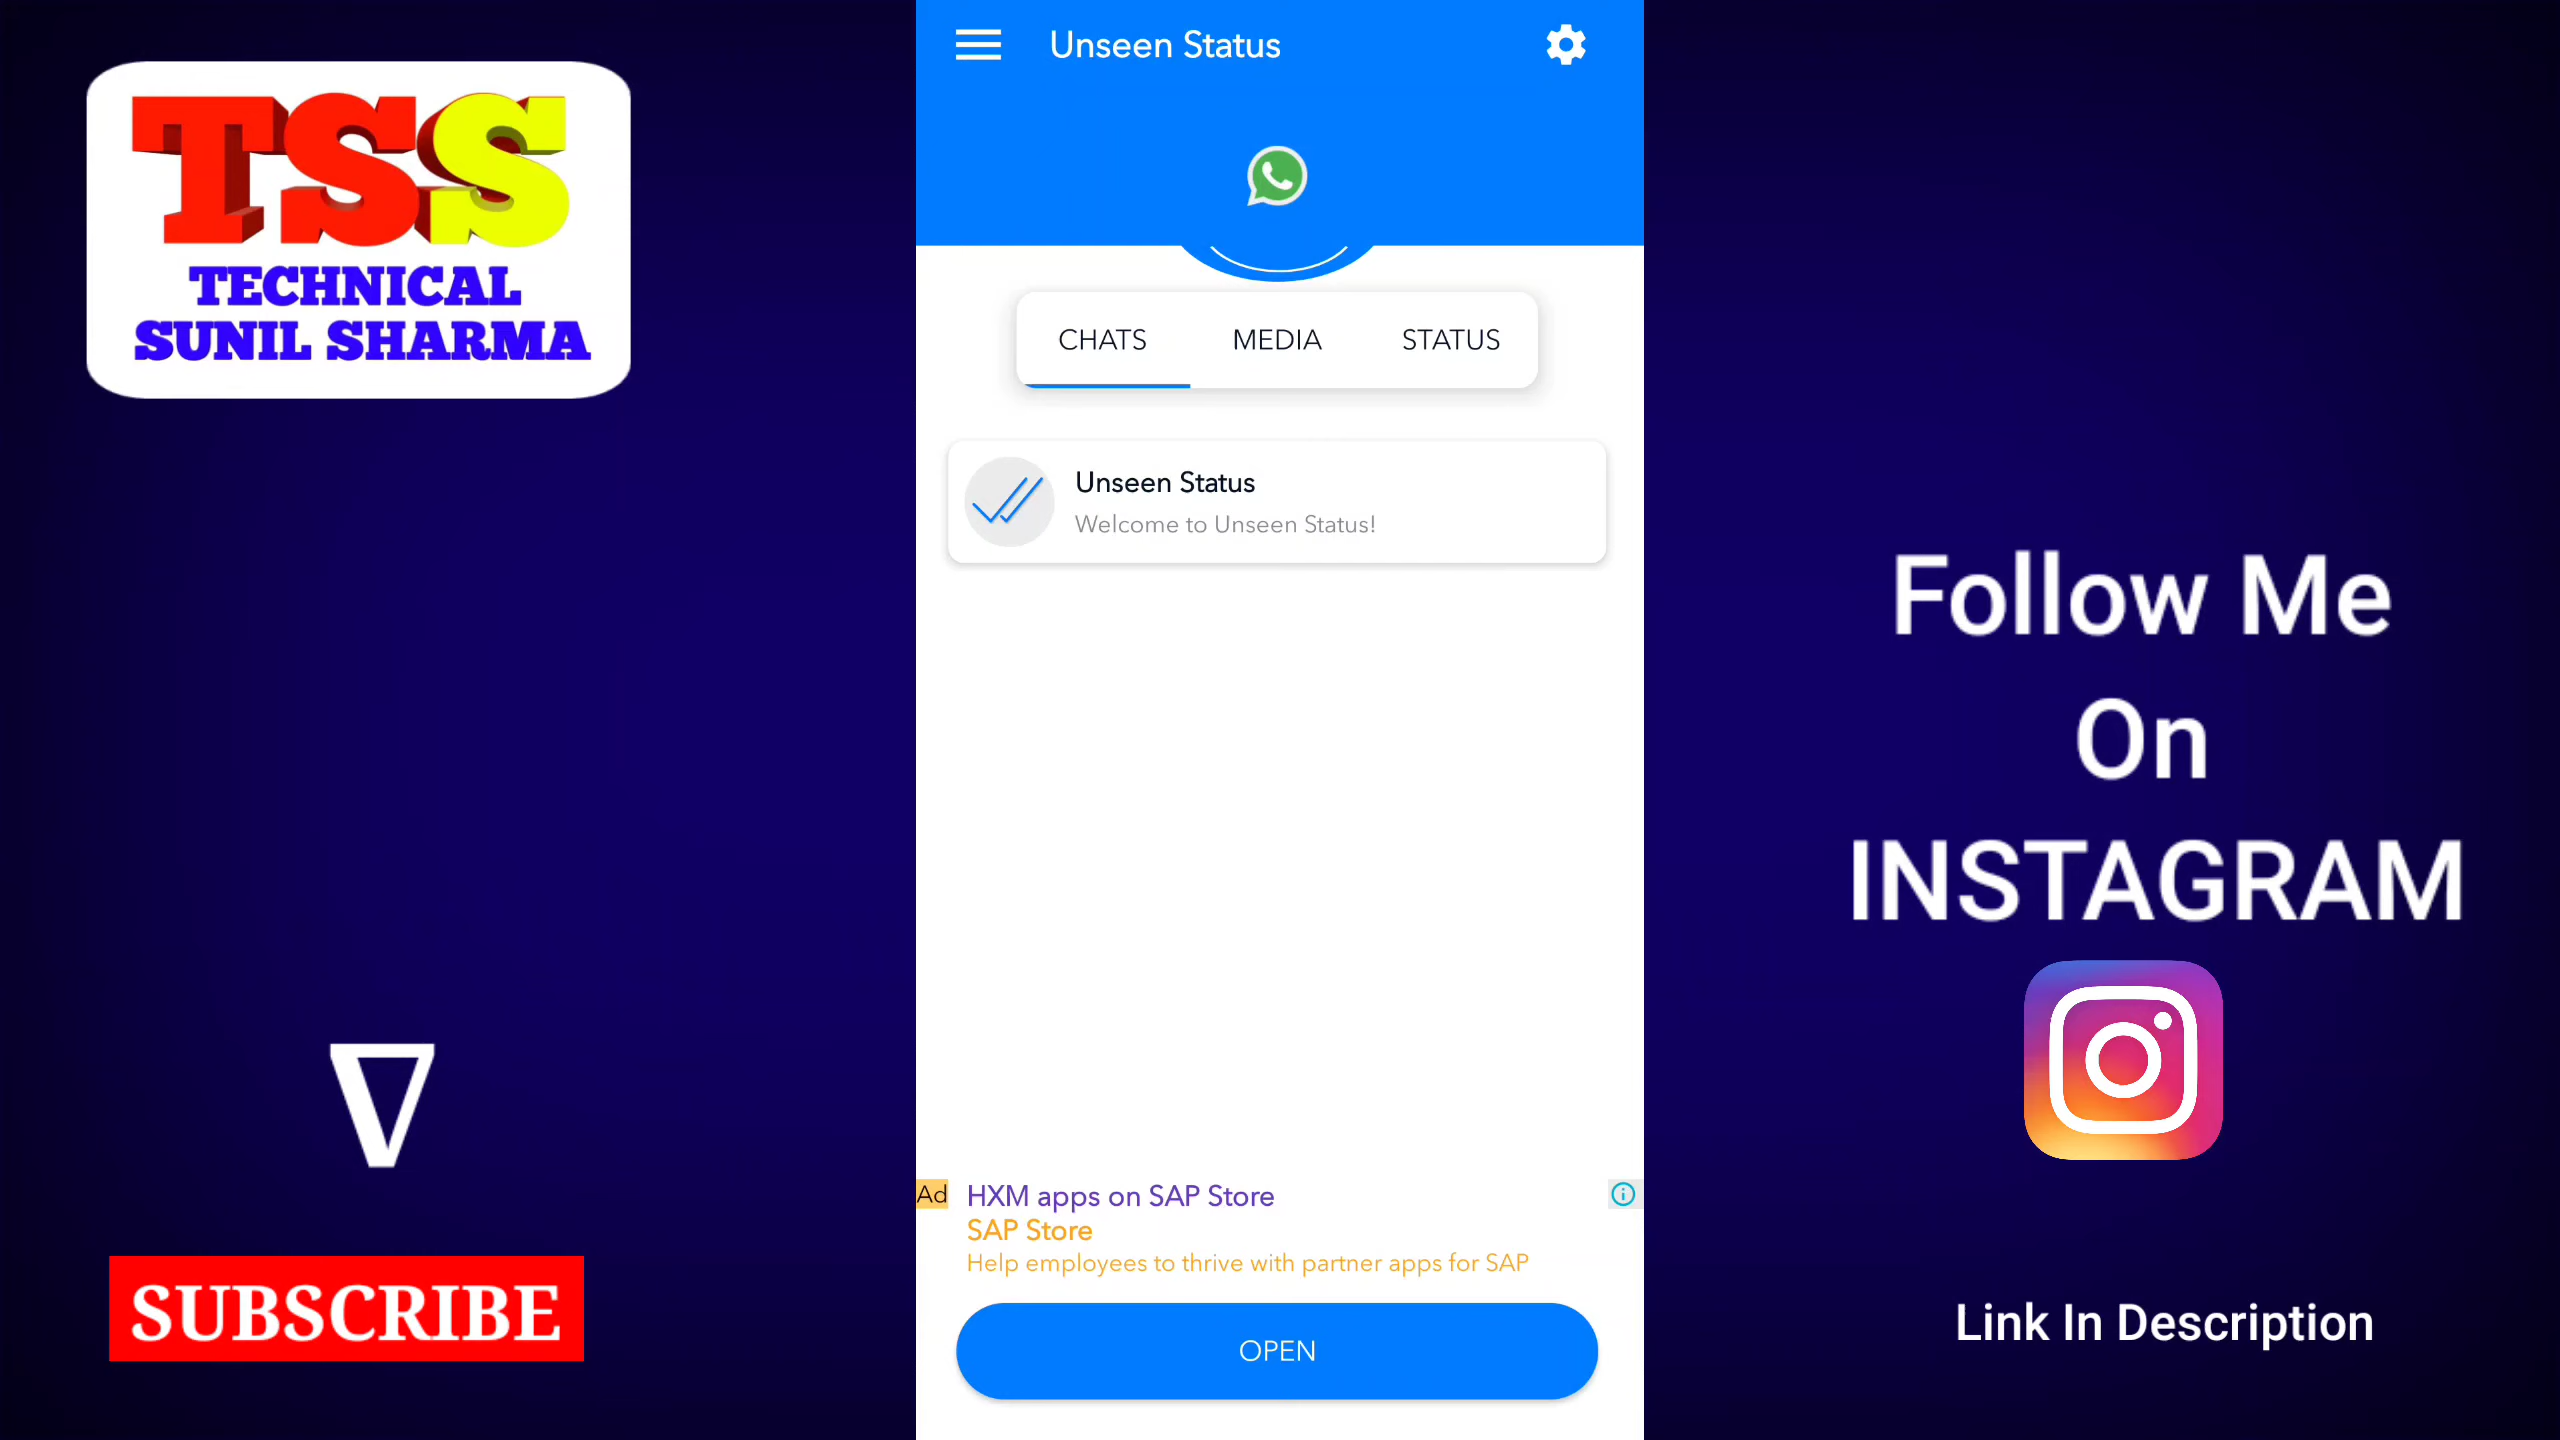 TSS
TECHNICAL
SUNIL SHARMA
SUBSCRIBE
Unseen Status
CHATS MEDIA STATUS
Unseen Status
Welcome to Unseen Status!
Ad HXM apps on SAP Store
SAP Store
Help employees to thrive with partner apps for SAP
OPEN
Follow Me
On
INSTAGRAM
Link In Description